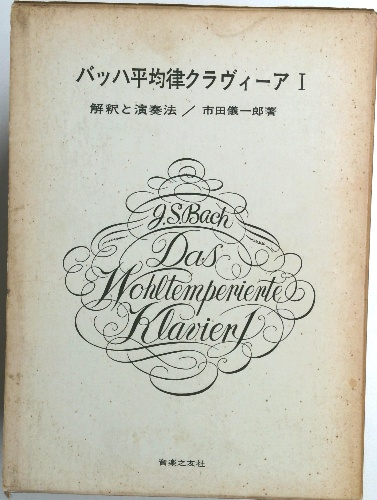 バッハ平均律クラヴィーア I
解釈と演奏法／市田儀一郎著
J.S.Bach
Das
Wohltemperierte
Klavier I
音楽之友社